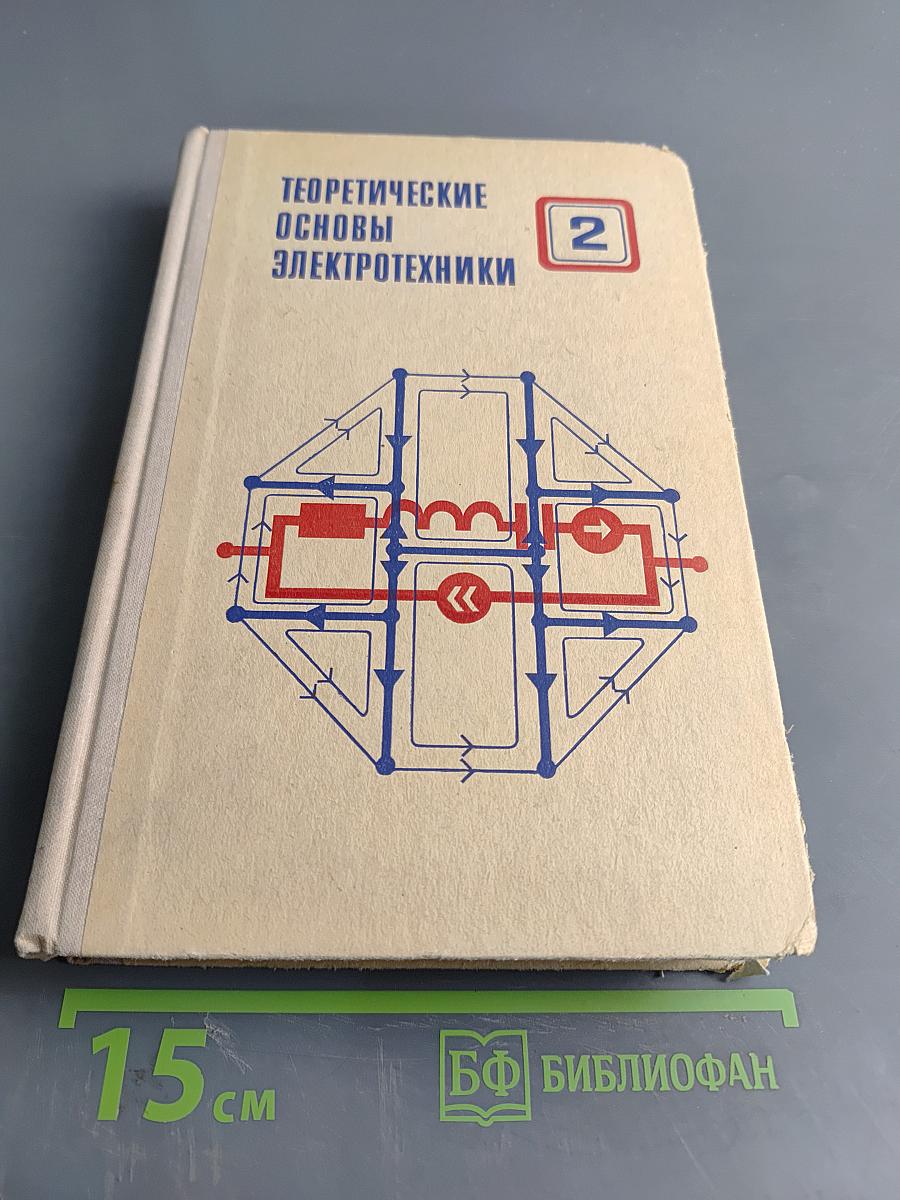 ТЕОРЕТИЧЕСКИЕ
ОСНОВЫ
ЭЛЕКТРОТЕХНИКИ
2
15 см
БФ БИБЛИОФАН